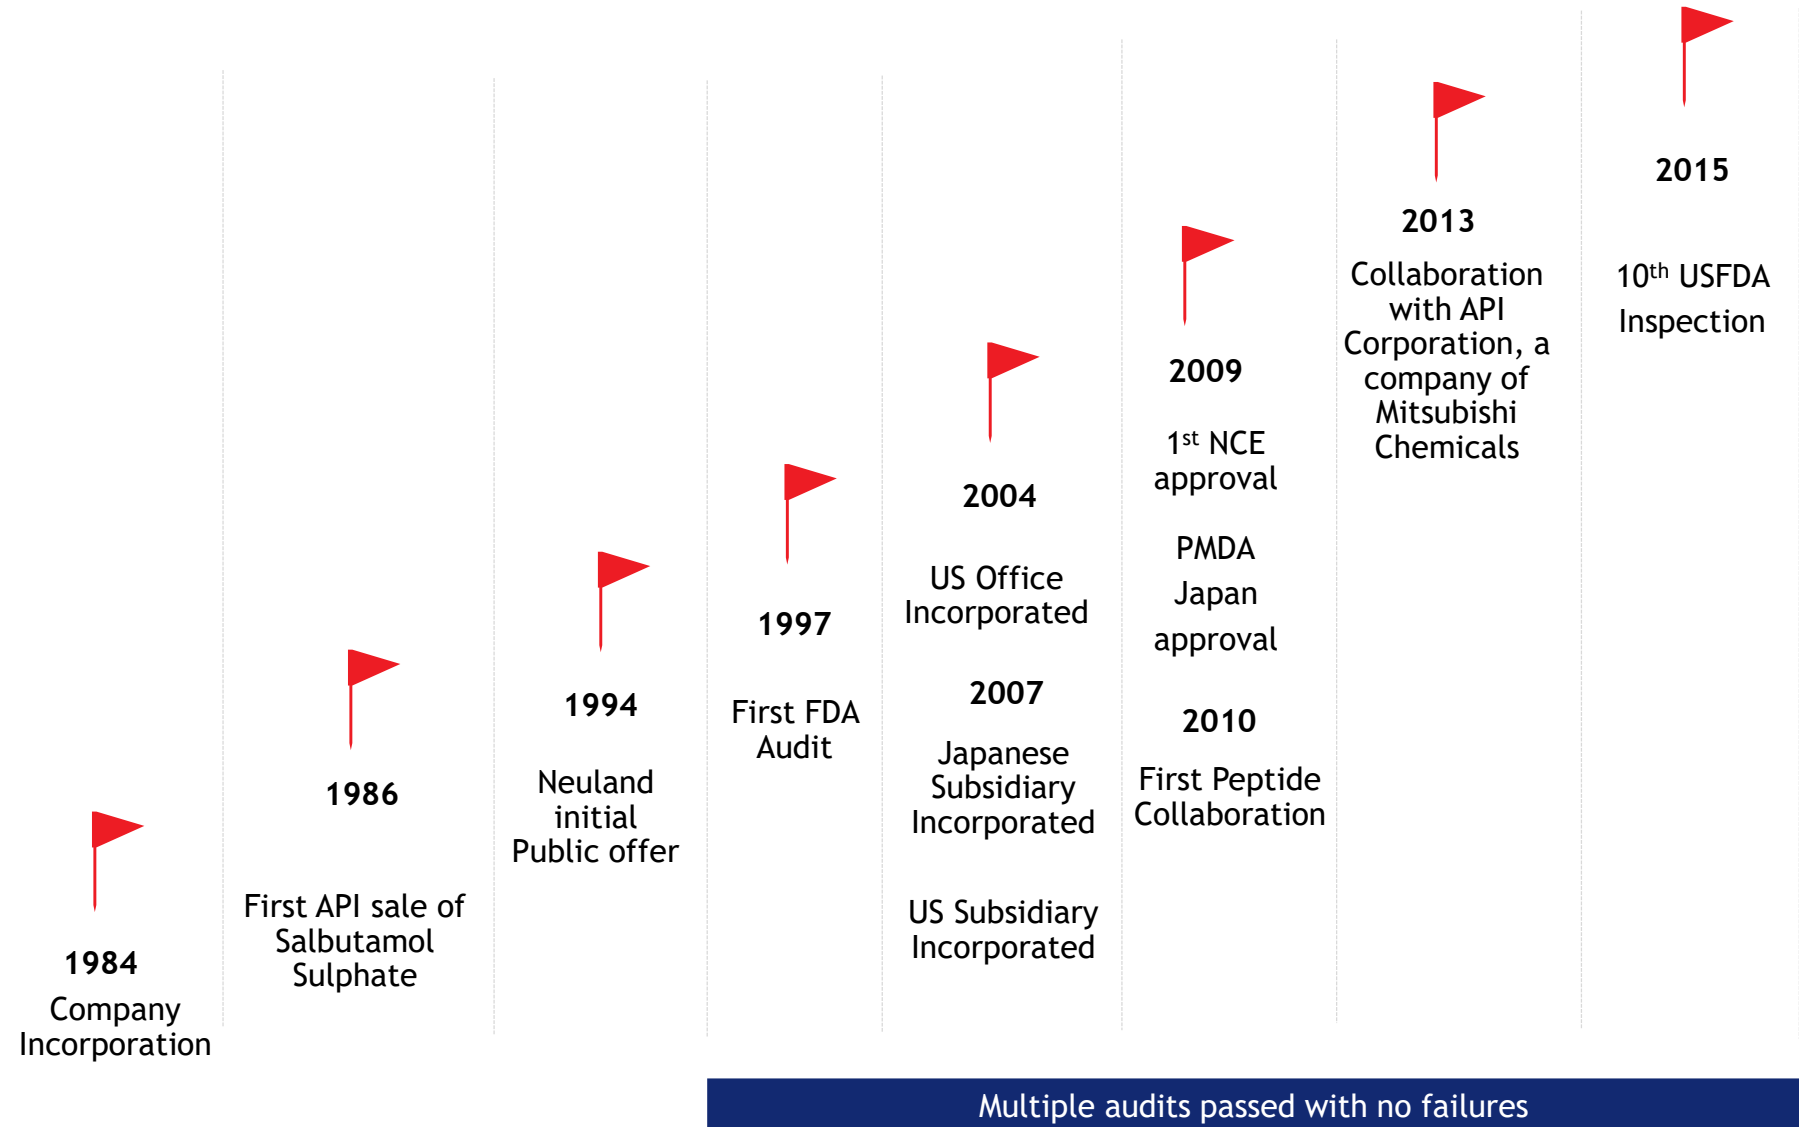 1984
Company
Incorporation
1986
First API sale of
Salbutamol
Sulphate
1994
Neuland
initial
Public offer
1997
First FDA
Audit
2004
US Office
Incorporated
2007
Japanese
Subsidiary
Incorporated
US Subsidiary
Incorporated
2009
1st NCE
approval
PMDA
Japan
approval
2010
First Peptide
Collaboration
2013
Collaboration
with API
Corporation, a
company of
Mitsubishi
Chemicals
2015
10th USFDA
Inspection
Multiple audits passed with no failures